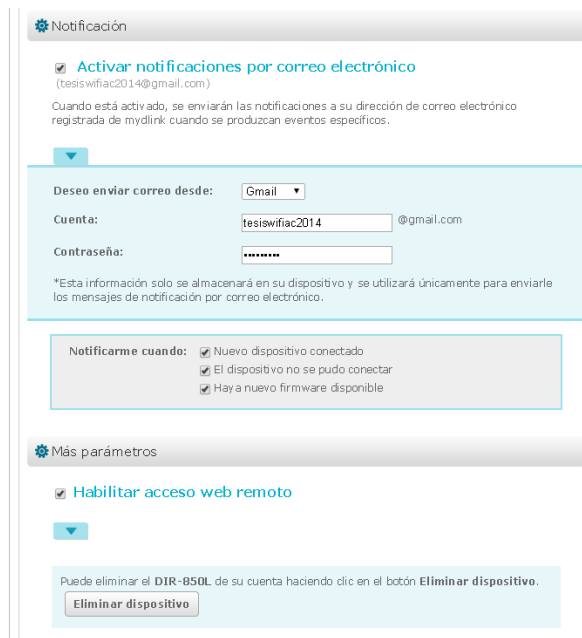 Notificación
Activar notificaciones por correo electrónico
(tesiswifiac2014@gmail.com)
Cuando está activado, se enviarán las notificaciones a su dirección de correo electrónico
registrada de mydlink cuando se produzcan eventos específicos.
Deseo enviar correo desde: Gmail
Cuenta: tesiswifiac2014 @gmail.com
Contraseña: •••••••••
*Esta información solo se almacenará en su dispositivo y se utilizará únicamente para enviarle
los mensajes de notificación por correo electrónico.
Notificarme cuando: Nuevo dispositivo conectado
El dispositivo no se pudo conectar
Haya nuevo firmware disponible
Más parámetros
Habilitar acceso web remoto
Puede eliminar el DIR-850L de su cuenta haciendo clic en el botón Eliminar dispositivo.
Eliminar dispositivo